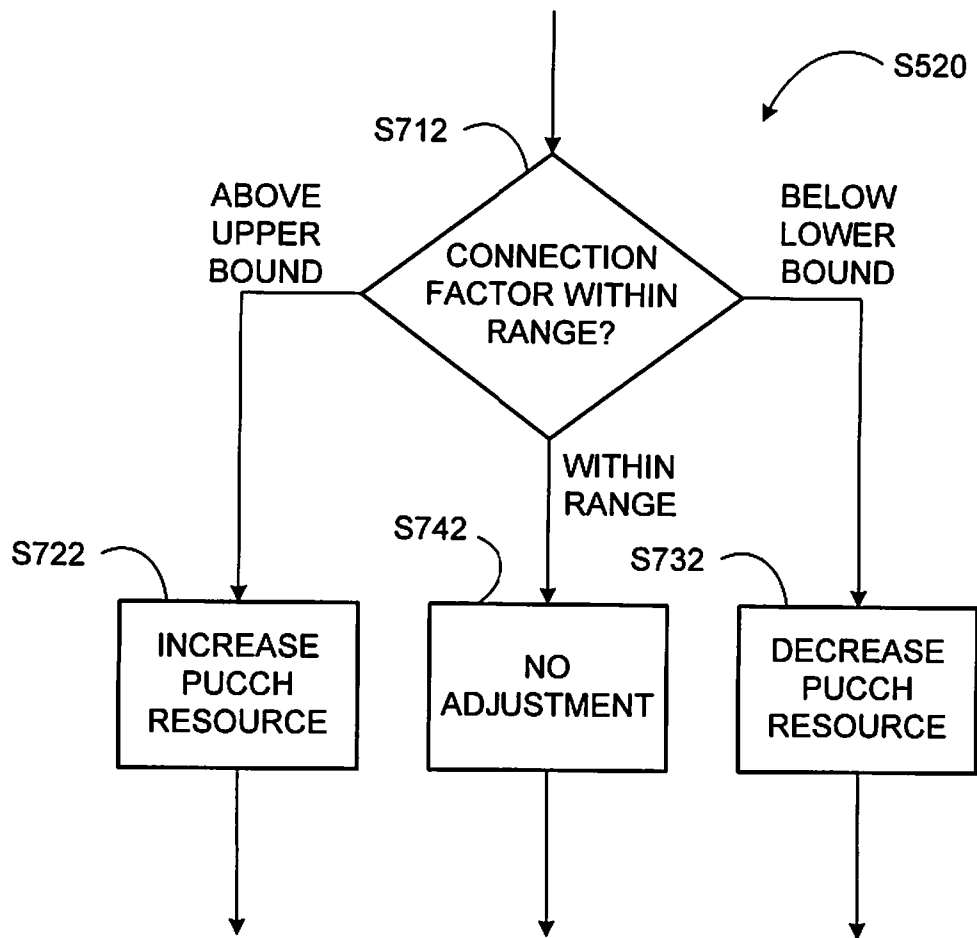 S520
S712
ABOVE
UPPER
BOUND
BELOW
LOWER
BOUND
CONNECTION
FACTOR WITHIN
RANGE?
WITHIN
RANGE
S722
S742
S732
INCREASE
PUCCH
RESOURCE
NO
ADJUSTMENT
DECREASE
PUCCH
RESOURCE